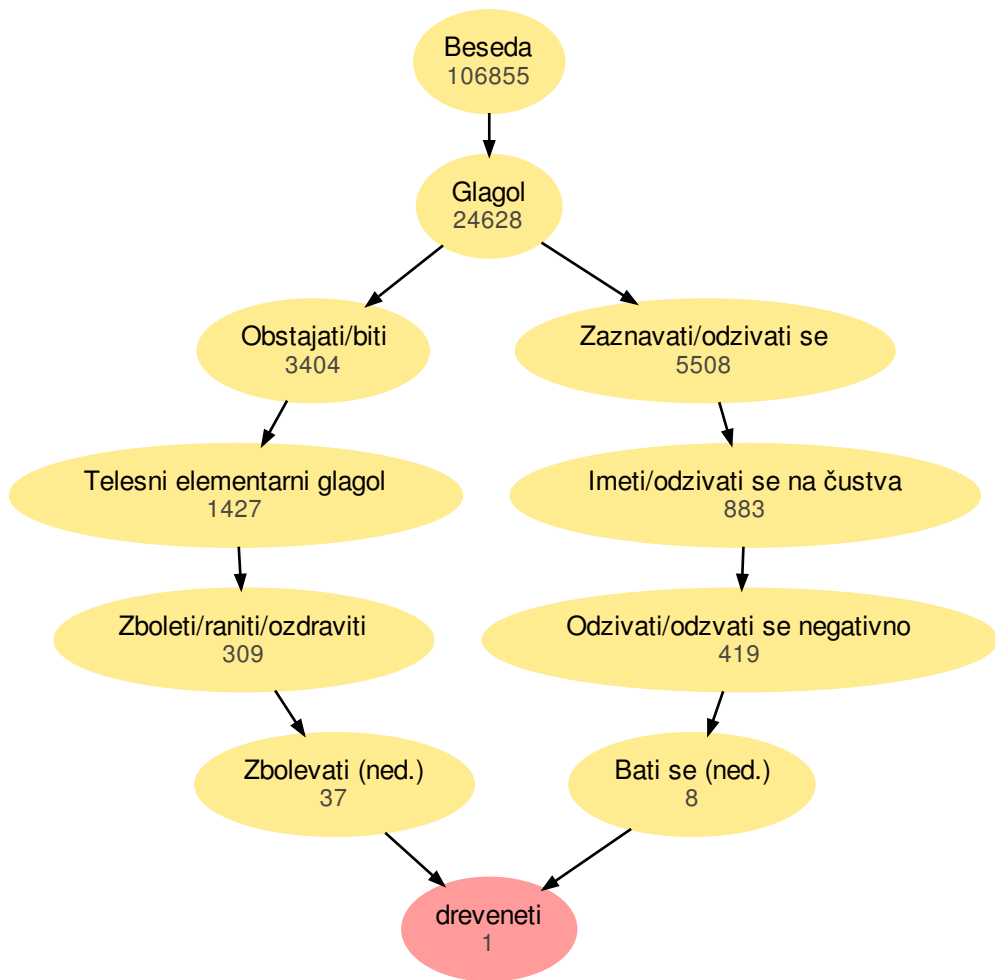 Beseda
106855
Glagol
24628
Obstajati/biti
3404
Zaznavati/odzivati se
5508
Telesni elementarni glagol
1427
Imeti/odzivati se na čustva
883
Zboleti/raniti/ozdraviti
309
Odzivati/odzvati se negativno
419
Zbolevati (ned.)
37
Bati se (ned.)
8
dreveneti
1